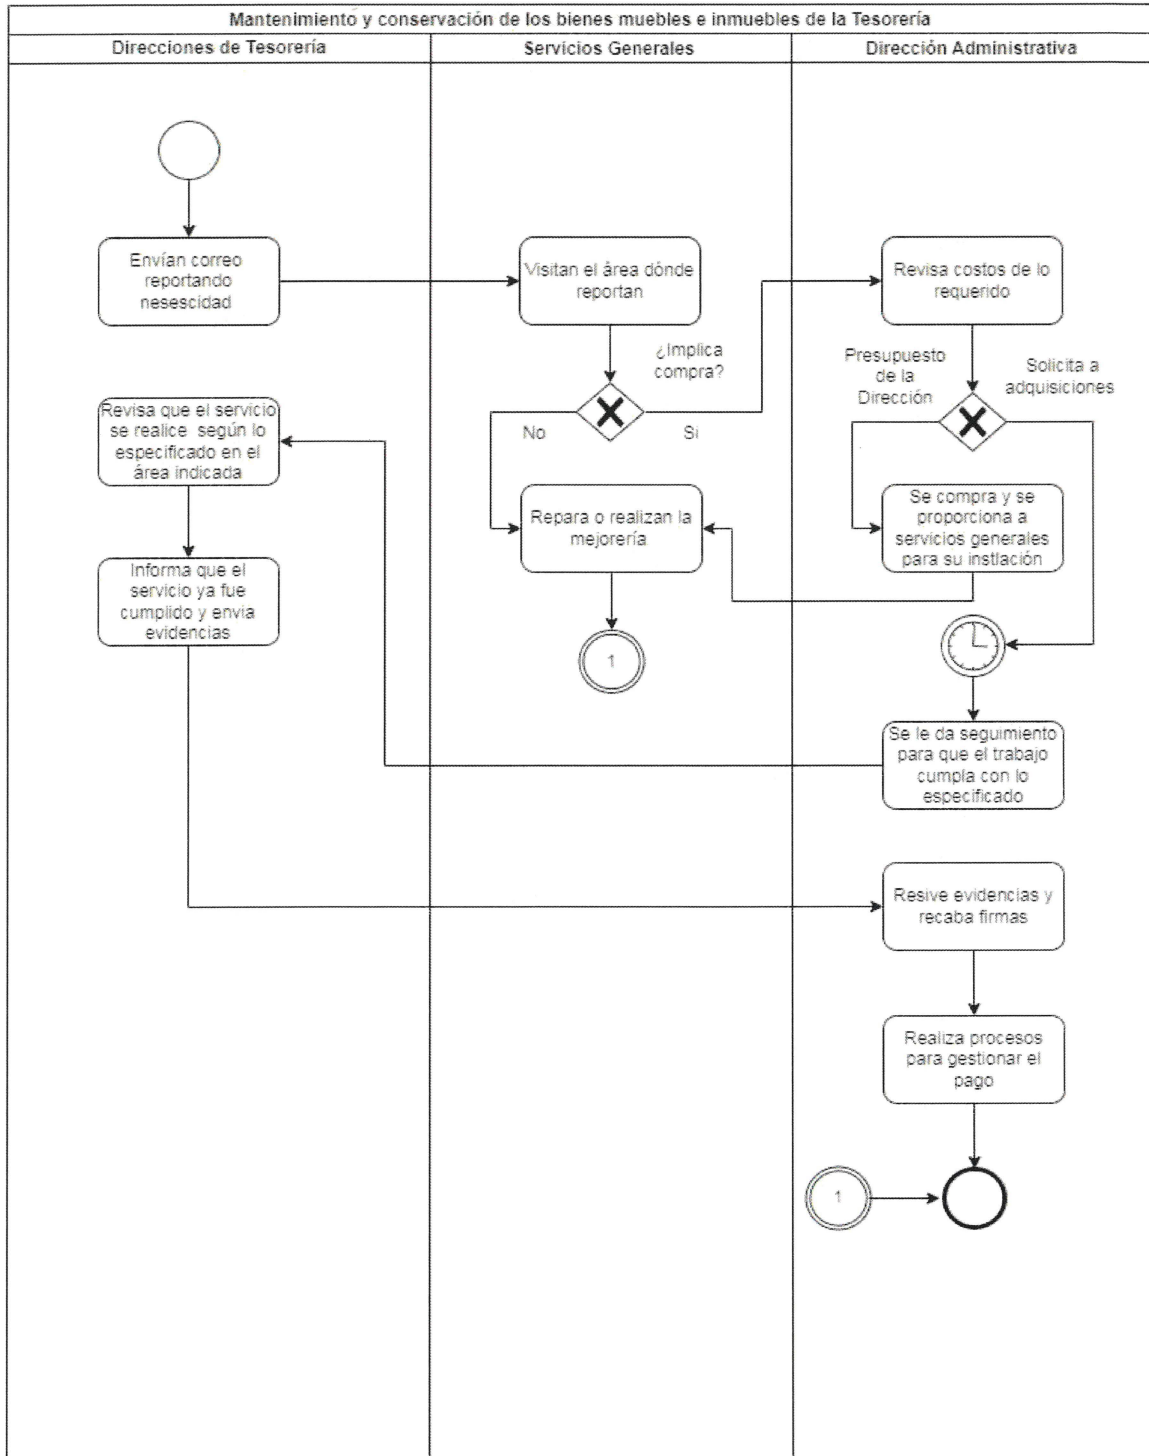 Mantenimiento y conservación de los bienes muebles e inmuebles de la Tesorería
Direcciones de Tesorería
Servicios Generales
Dirección Administrativa
Envían correo
reportando
nesescidad
Visitan el área dónde
reportan
Revisa costos de lo
requerido
¿Implica
compra?
No
Si
Presupuesto
de la
Dirección
Solicita a
adquisiciones
Revisa que el servicio
se realice según lo
especificado en el
área indicada
Repara o realizan la
mejorería
Se compra y se
proporciona a
servicios generales
para su instlación
Informa que el
servicio ya fue
cumplido y envia
evidencias
1
Se le da seguimiento
para que el trabajo
cumpla con lo
especificado
Resive evidencias y
recaba firmas
Realiza procesos
para gestionar el
pago
1